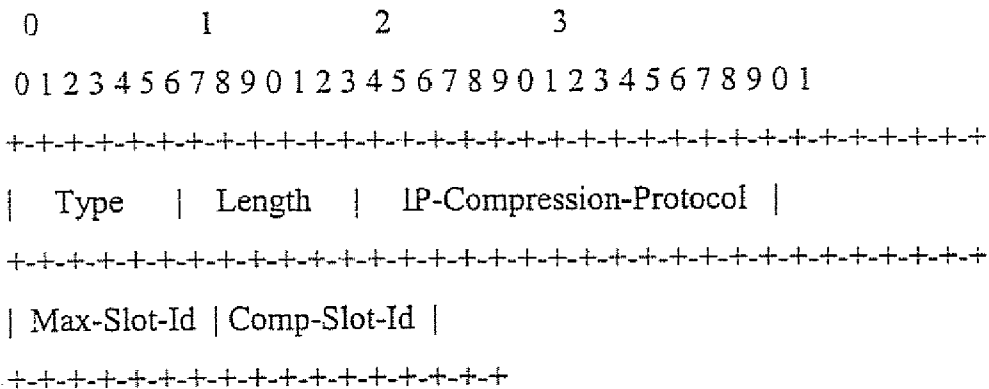 0 1 2 3
0 1 2 3 4 5 6 7 8 9 0 1 2 3 4 5 6 7 8 9 0 1 2 3 4 5 6 7 8 9 0 1
+-+-+-+-+-+-+-+-+-+-+-+-+-+-+-+-+-+-+-+-+-+-+-+-+-+-+-+-+-+-+-+-+-+
| Type | Length | IP-Compression-Protocol |
+-+-+-+-+-+-+-+-+-+-+-+-+-+-+-+-+-+-+-+-+-+-+-+-+-+-+-+-+-+-+-+-+-+
| Max-Slot-Id | Comp-Slot-Id |
+-+-+-+-+-+-+-+-+-+-+-+-+-+-+-+-+-+